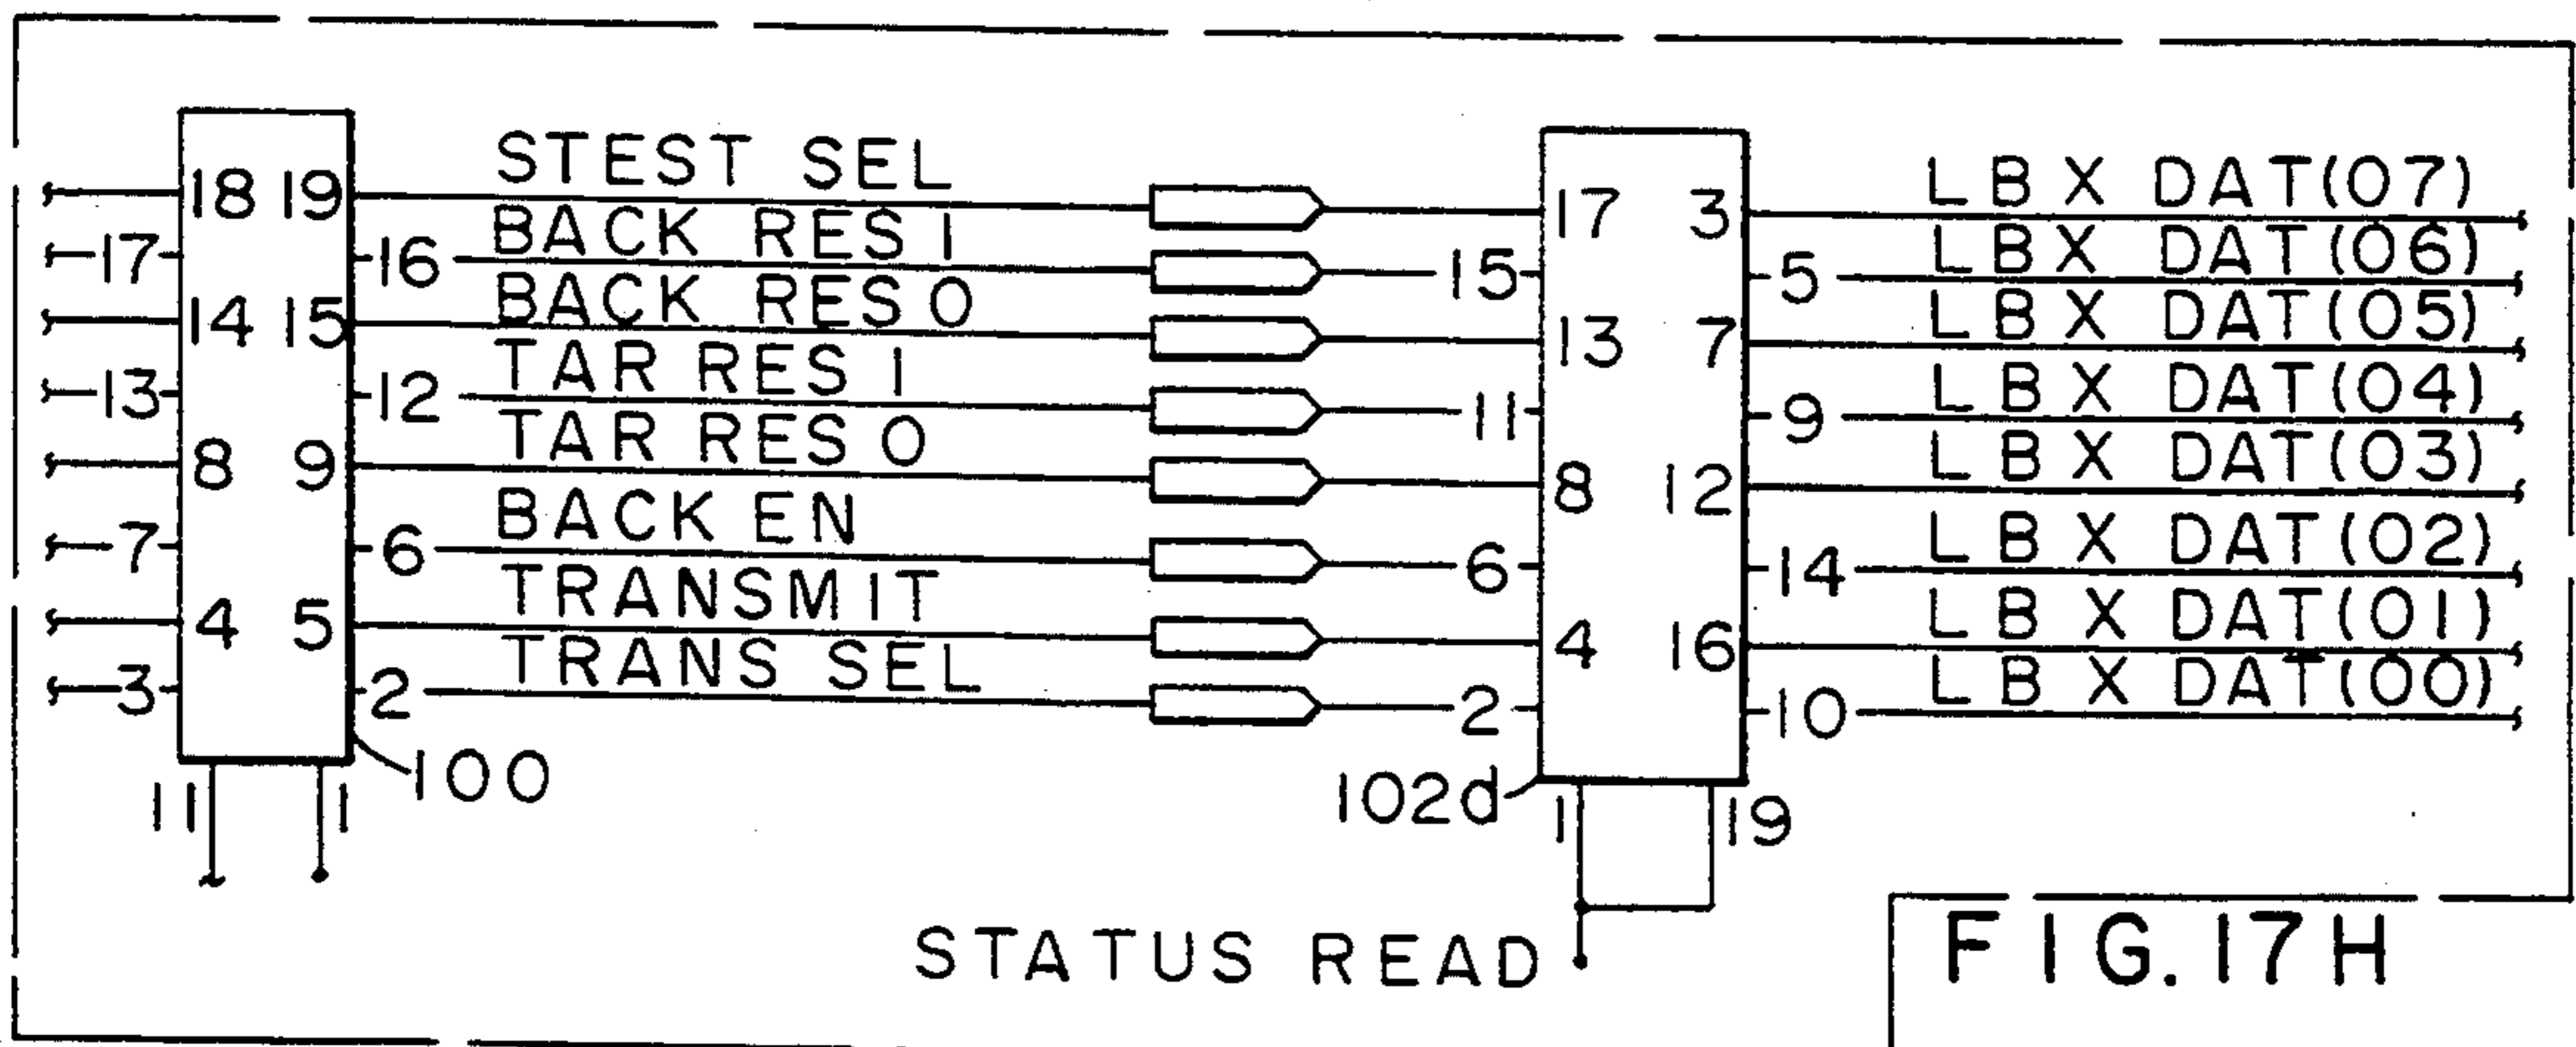 STEST SEL
18 19 17 3 LBX DAT(07)
BACK RES 1
17 16 15 5 LBX DAT(06)
BACK RES 0
14 15 13 7 LBX DAT(05)
TAR RES 1
13 12 11 9 LBX DAT(04)
TAR RES 0
8 9 8 12 LBX DAT(03)
BACK EN
7 6 6 14 LBX DAT(02)
TRANSMIT
4 5 4 16 LBX DAT(01)
TRANS SEL
3 2 2 10 LBX DAT(00)
11 1 100 102d 1 19
STATUS READ
FIG. 17H